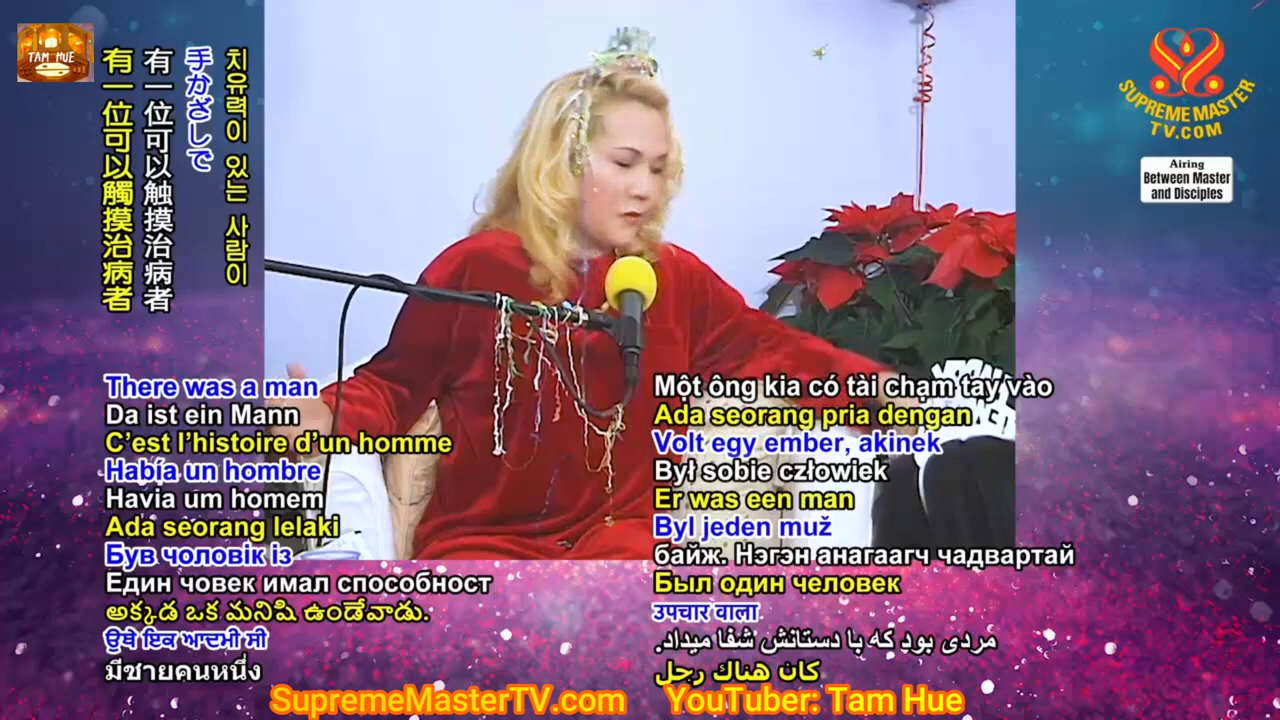 TAM HUE
有一位可以觸摸治病者
有一位可以触摸治病者
手かざしで
치유력이 있는 사람이
SUPREME MASTER
TV.COM
Airing
Between Master
and Disciples
There was a man
Da ist ein Mann
C’est l’histoire d’un homme
Había un hombre
Havia um homem
Ada seorang lelaki
Був чоловік із
Един човек имал способност
అక్కడ ఒక మనిషి ఉండేవాడు.
ਉਥੇ ਇਕ ਆਦਮੀ ਸੀ
มีชายคนหนึ่ง
Một ông kia có tài chạm tay vào
Ada seorang pria dengan
Volt egy ember, akinek
Był sobie człowiek
Er was een man
Byl jeden muž
байж. Нэгэн анагаагч чадвартай
Был один человек
उपचार वाला
مردی بود که با دستانش شفا میداد.
كان هناك رجل
SupremeMasterTV.com
YouTuber: Tam Hue